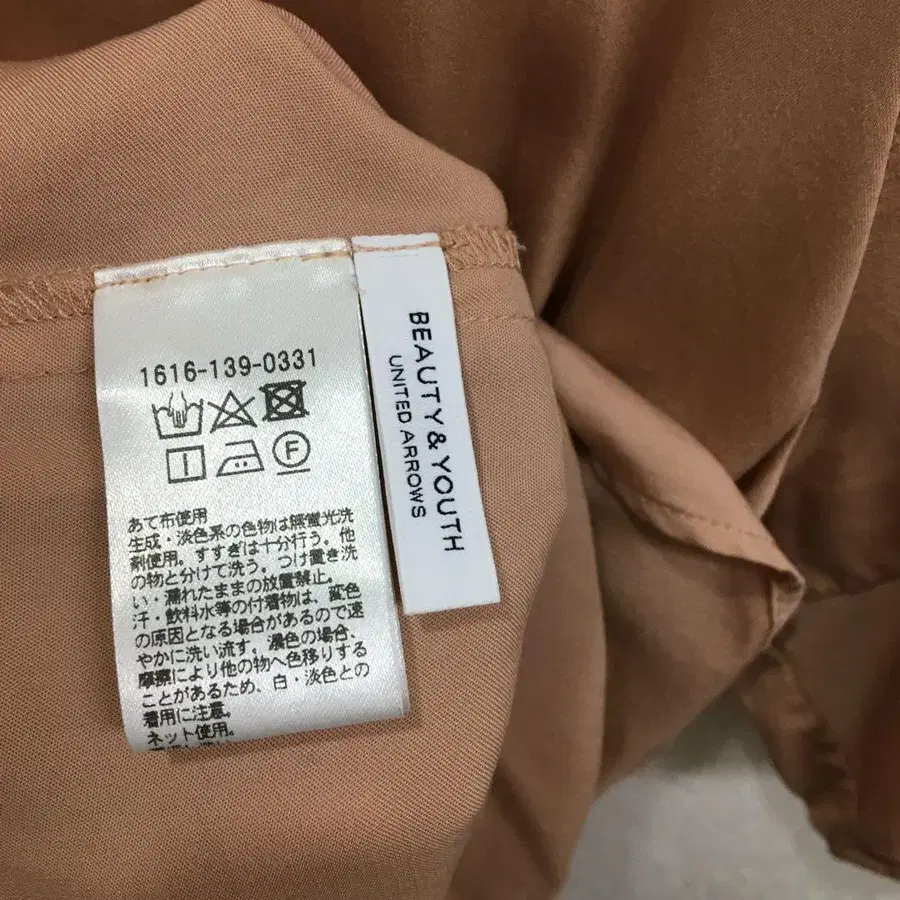 1616-139-0331
F
あて布使用
生成・淡色系の色物は無蛍光洗
剤使用。すすぎは十分行う。他
の物と分けて洗う。つけ置き洗
い・濡れたままの放置禁止。
汗・飲料水等の付着物は、変色
の原因となる場合があるので速
やかに洗い流す。濃色の場合、
摩擦により他の物へ色移りする
ことがあるため、白・淡色との
着用に注意。
ネット使用。
BEAUTY & YOUTH
UNITED ARROWS